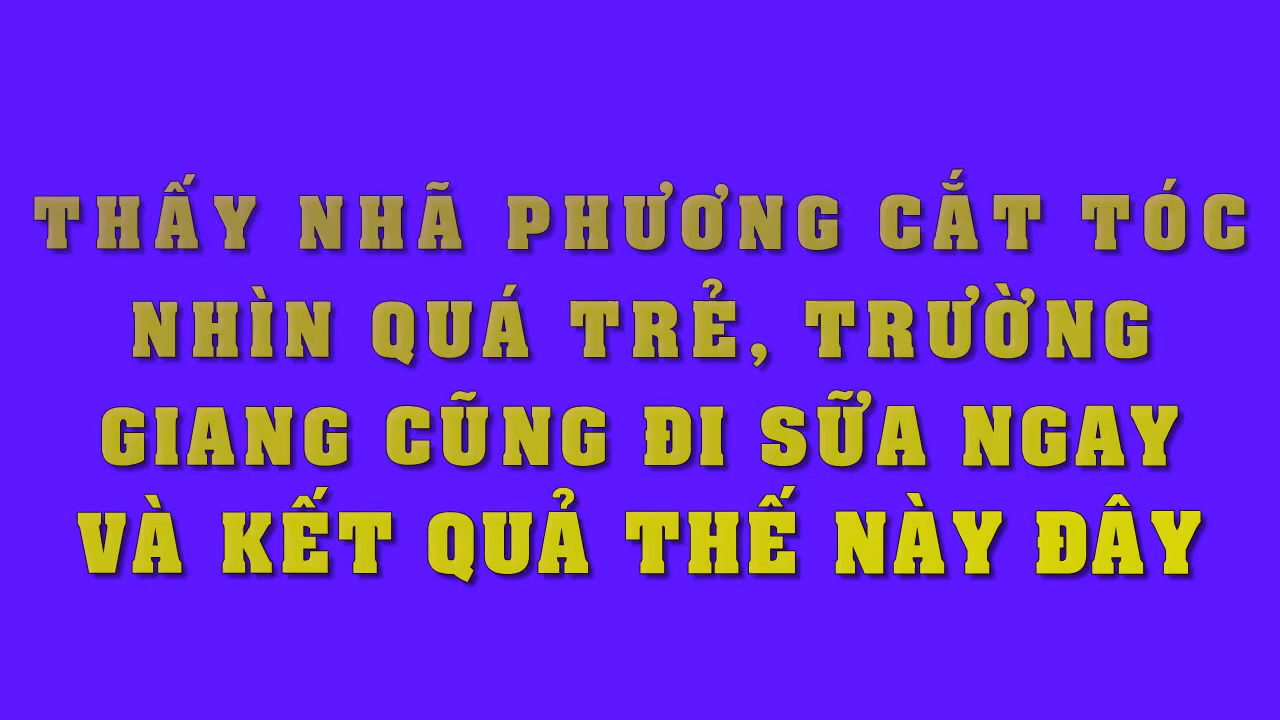 THẤY NHÃ PHƯƠNG CẮT TÓC
NHÌN QUÁ TRẺ, TRƯỜNG
GIANG CŨNG ĐI SỮA NGAY
VÀ KẾT QUẢ THẾ NÀY ĐÂY